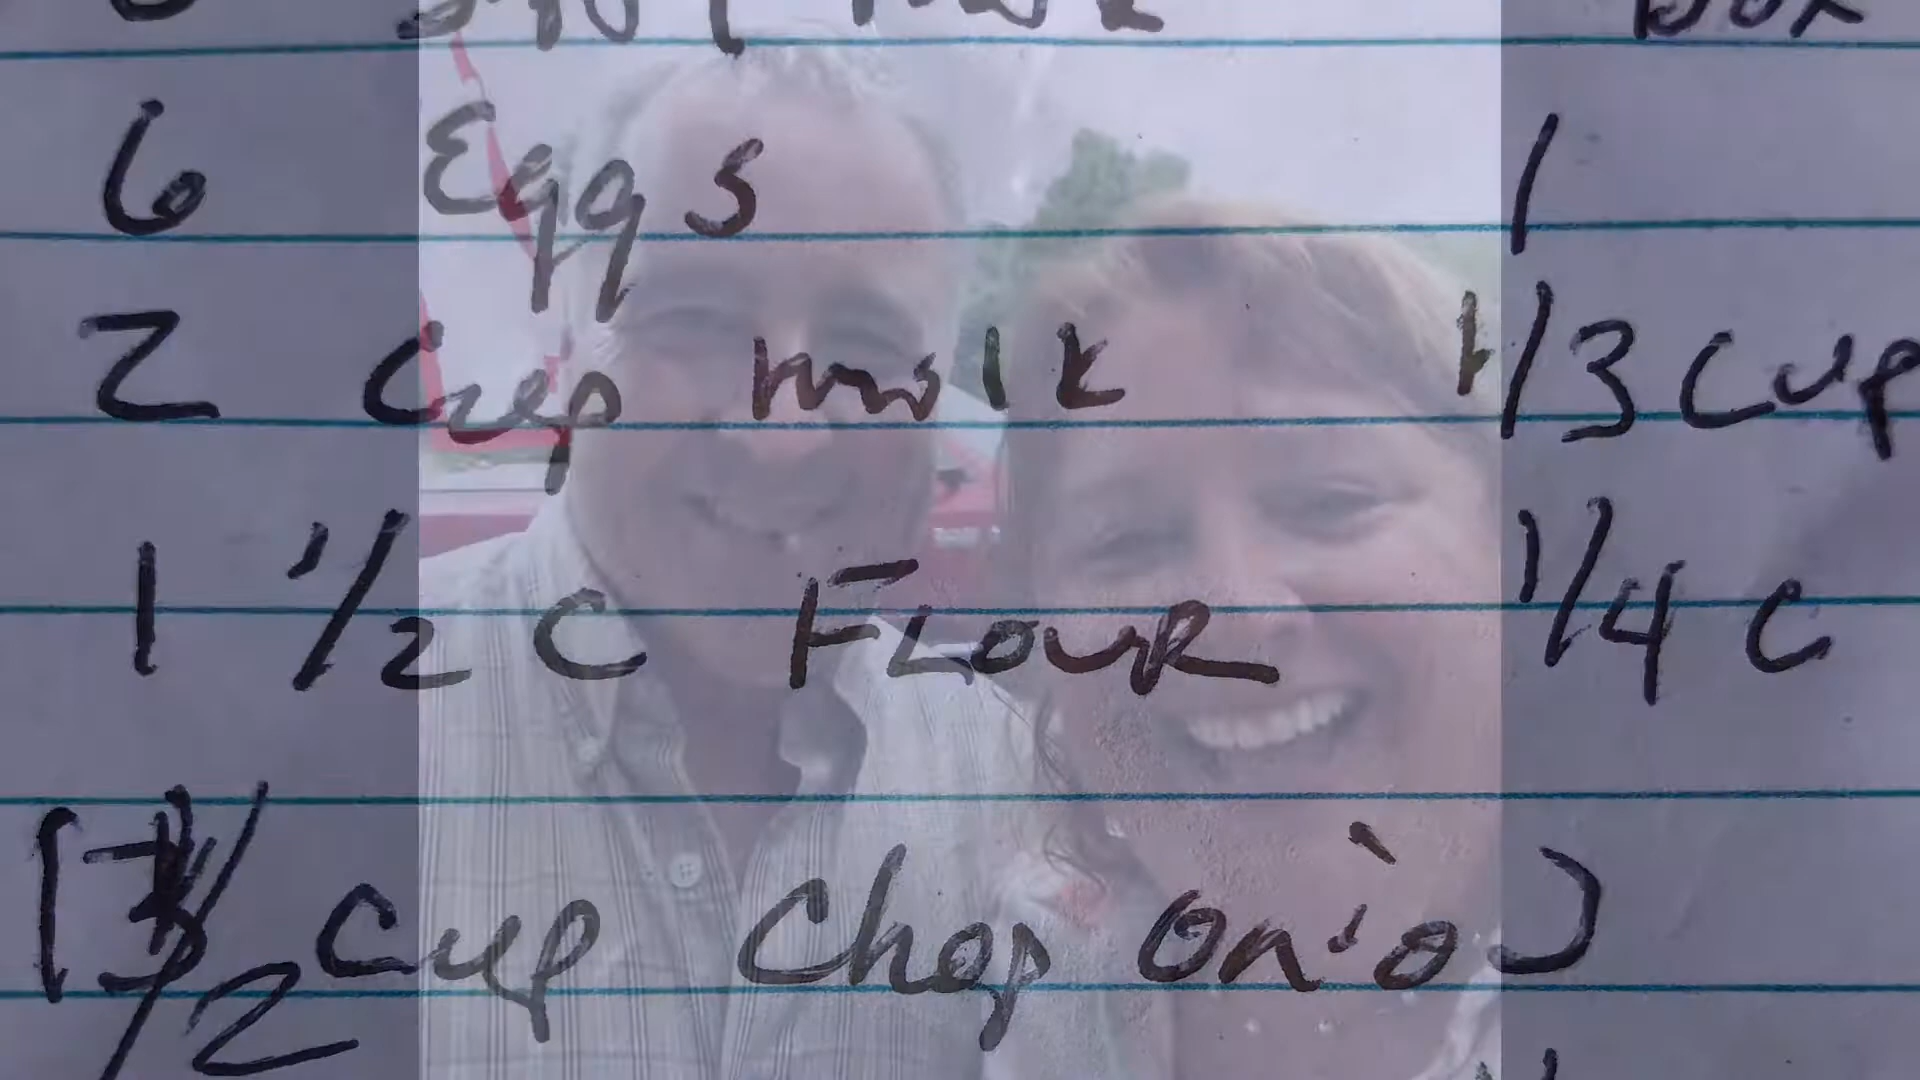 Box
6 Eggs 1
2 Cup milk 1/3 Cup
1 1/2 C FLOUR 1/4 C
1/2 Cup Chop